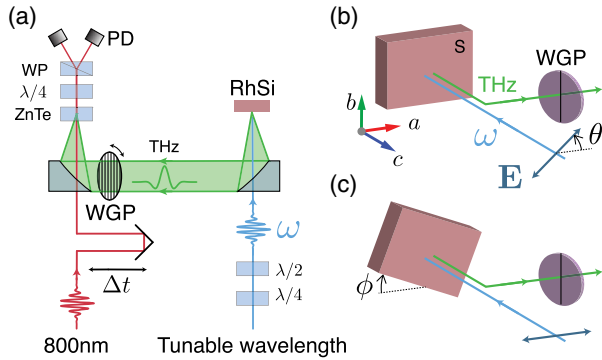 (a)
PD
WP
λ/4
ZnTe
THz
WGP
RhSi
ω
λ/2
λ/4
Δt
800nm
Tunable wavelength
(b)
S
WGP
THz
b
a
c
ω
θ
E
(c)
ϕ